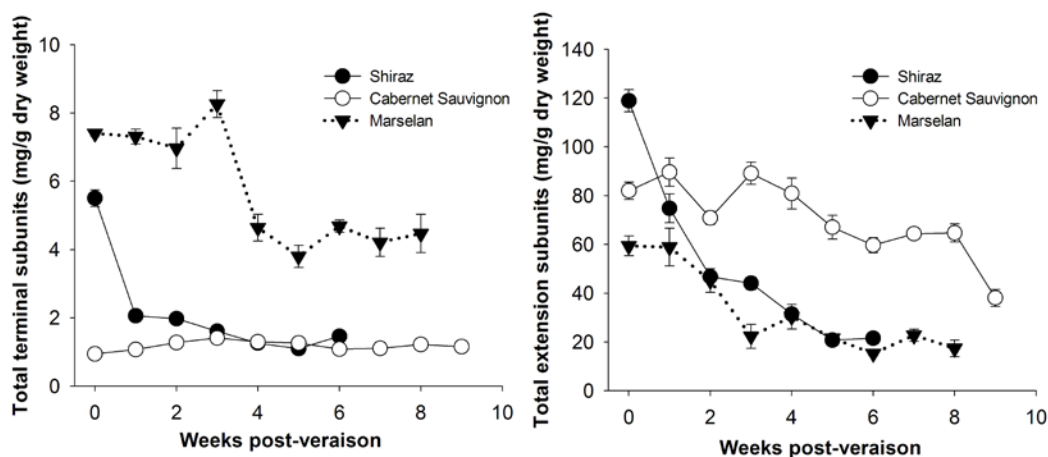 Total terminal subunits (mg/g dry weight)
10
8
6
4
2
0
Shiraz
Cabernet Sauvignon
Marselan
0 2 4 6 8 10
Weeks post-veraison
Total extension subunits (mg/g dry weight)
140
120
100
80
60
40
20
0
Shiraz
Cabernet Sauvignon
Marselan
0 2 4 6 8 10
Weeks post-veraison